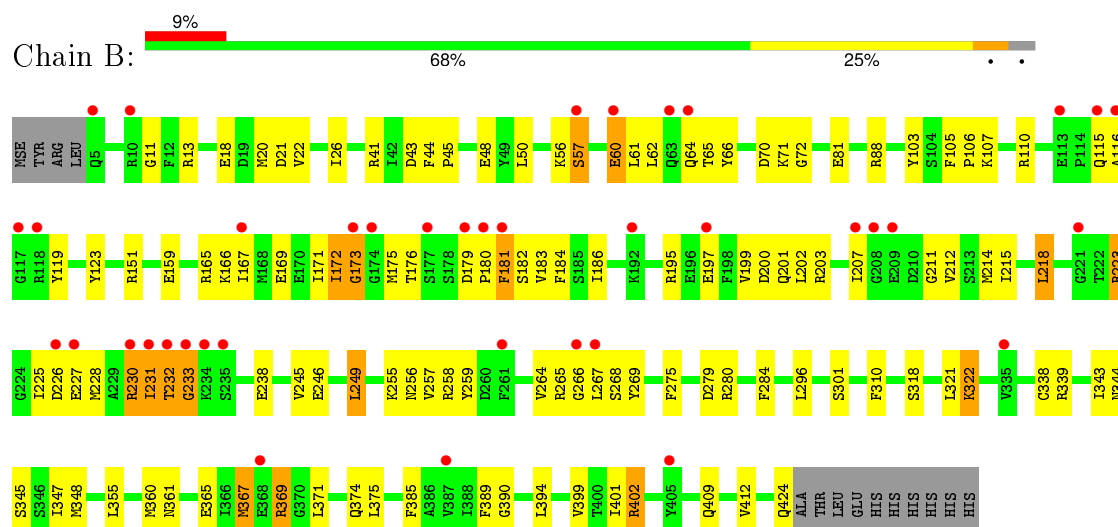 9%
Chain B:
68% 25% • •
MSE TYR ARG LEU Q5 R10 G11 F12 R13 E18 D19 M20 D21 V22 I26 R41 I42 D43 F44 P45 E48 Y49 L50 K56 S57 E60 L61 L62 Q63 Q64 T65 Y66 D70 K71 G72 E81 R88 Y103 S104 F105 P106 K107 R110 E113 P114 Q115 A116
G117 R118 Y119 Y123 R151 E159 R165 K166 I167 M168 E169 E170 I171 I172 G173 G174 M175 T176 S177 S178 D179 P180 F181 S182 V183 F184 S185 I186 K192 R195 E196 E197 F198 V199 D200 Q201 L202 R203 I207 G208 E209 D210 G211 V212 S213 M214 I215 L218 G221 T222
G224 I225 D226 E227 M228 A229 R230 I231 T232 G233 K234 S235 E238 V245 E246 L249 K255 N256 V257 R258 Y259 D260 F261 V264 R265 G266 L267 S268 Y269 F275 D279 R280 F284 L296 S301 F310 S318 L321 K322 V335 C338 R339 I343 N344
S345 S346 I347 M348 L355 M360 N361 E365 I366 M367 E368 R369 G370 L371 Q374 L375 F385 A386 V387 I388 F389 G390 L394 V399 T400 I401 R402 Y405 Q409 V412 Q424 ALA THR LEU GLU HIS HIS HIS HIS HIS HIS